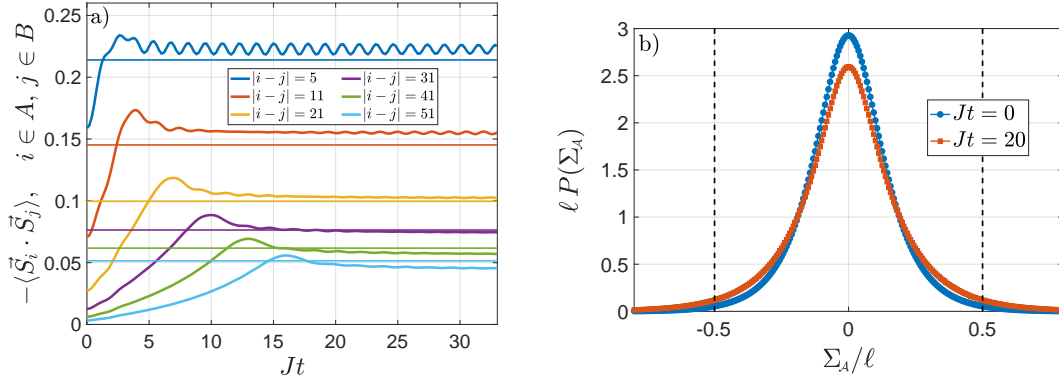 a)
0.25
0.2
0.15
0.1
0.05
0
0 5 10 15 20 25 30
Jt
−⟨S⃗ᵢ · S⃗ⱼ⟩, i ∈ A, j ∈ B
|i − j| = 5
|i − j| = 11
|i − j| = 21
|i − j| = 31
|i − j| = 41
|i − j| = 51
b)
3
2.5
2
1.5
1
0.5
0
-0.5 0 0.5
Σ_A/ℓ
ℓ P(Σ_A)
Jt = 0
Jt = 20